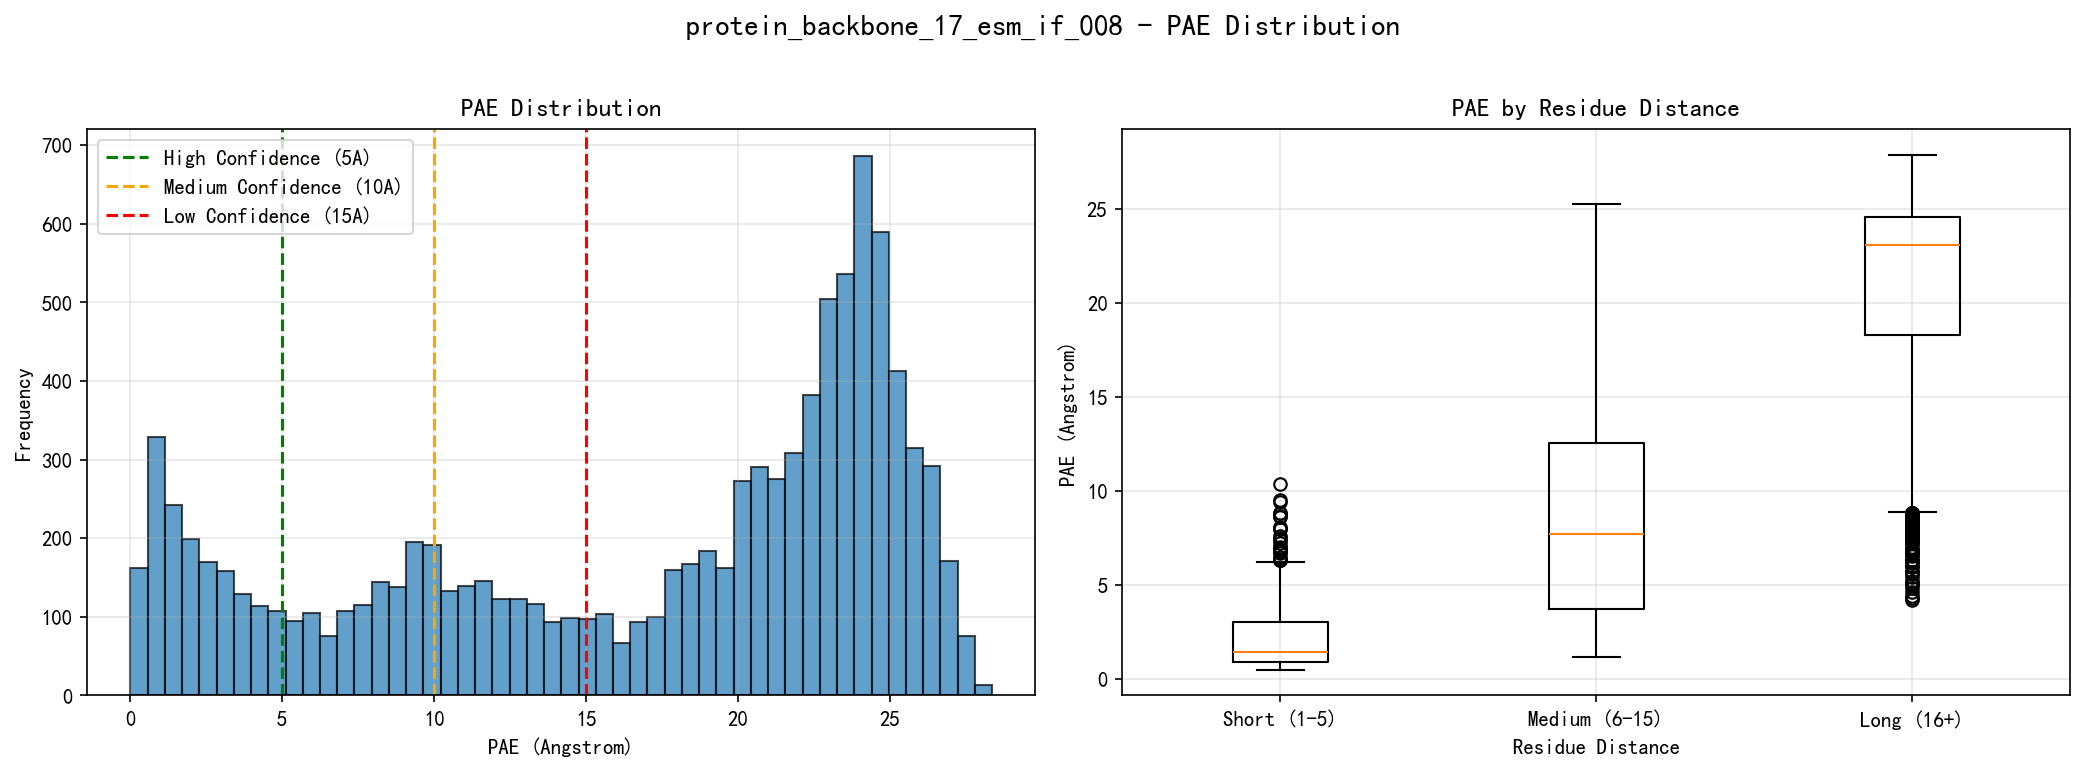 protein_backbone_17_esm_if_008 - PAE Distribution
PAE Distribution
High Confidence (5A)
Medium Confidence (10A)
Low Confidence (15A)
700
600
500
400
300
200
100
0
Frequency
0 5 10 15 20 25
PAE (Angstrom)
PAE by Residue Distance
25
20
15
10
5
0
PAE (Angstrom)
Short (1-5) Medium (6-15) Long (16+)
Residue Distance